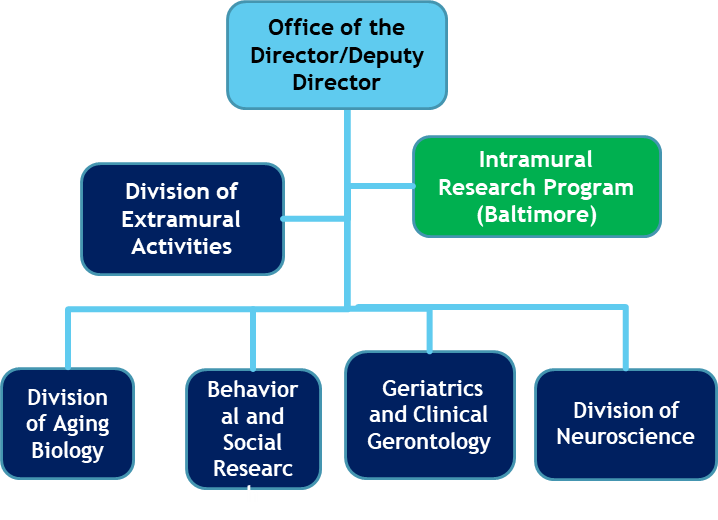 Office of the
Director/Deputy
Director
Intramural
Research Program
(Baltimore)
Division of
Extramural
Activities
Division
of Aging
Biology
Behavior
al and
Social
Researc
Geriatrics
and Clinical
Gerontology
Division of
Neuroscience